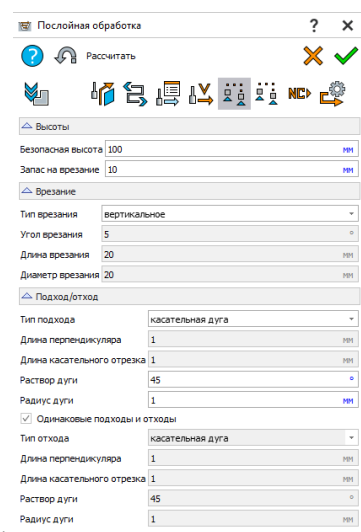 Послойная обработка ? ×
? Рассчитать
NC
Высоты
Безопасная высота 100 мм
Запас на врезание 10 мм
Врезание
Тип врезания вертикальное
Угол врезания 5 °
Длина врезания 20 мм
Диаметр врезания 20 мм
Подход/отход
Тип подхода касательная дуга
Длина перпендикуляра 1 мм
Длина касательного отрезка 1 мм
Раствор дуги 45 °
Радиус дуги 1 мм
Одинаковые подходы и отходы
Тип отхода касательная дуга
Длина перпендикуляра 1 мм
Длина касательного отрезка 1 мм
Раствор дуги 45 °
Радиус дуги 1 мм